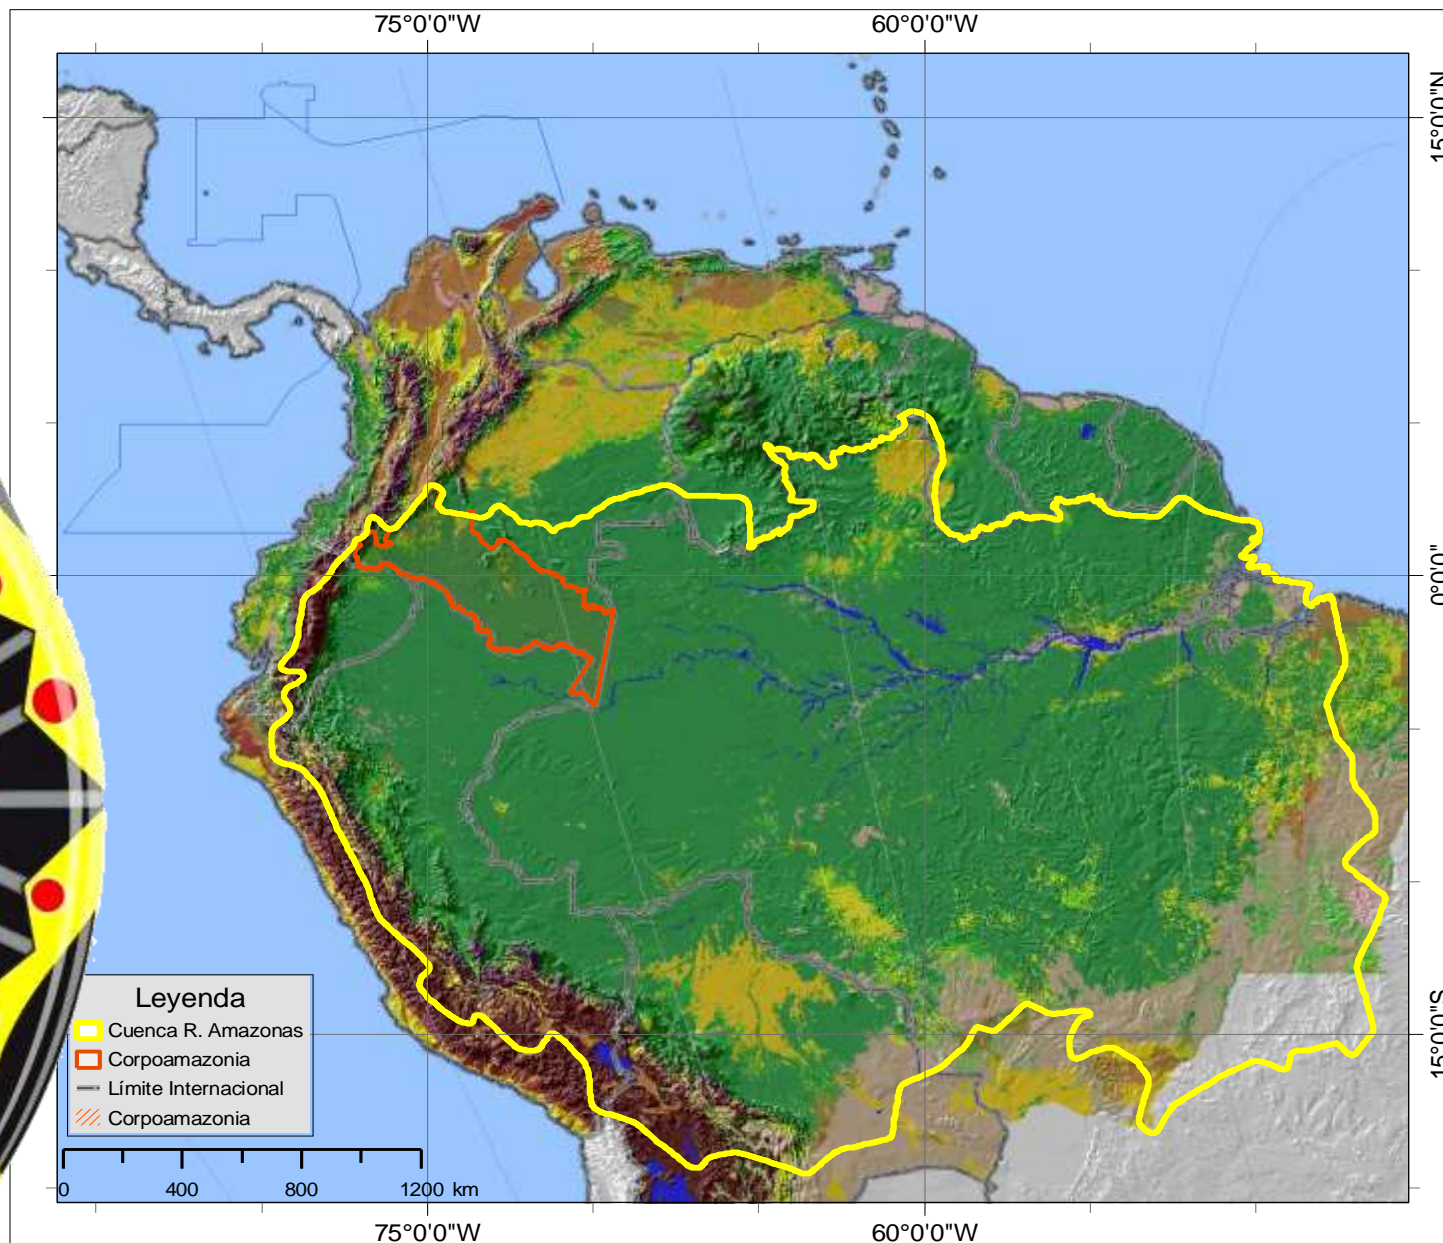 75°0'0"W 60°0'0"W
15°0'0"N
0°0'0"
15°0'0"S
Leyenda
Cuenca R. Amazonas
Corpoamazonia
Límite Internacional
Corpoamazonia
0 400 800 1200 km
75°0'0"W 60°0'0"W